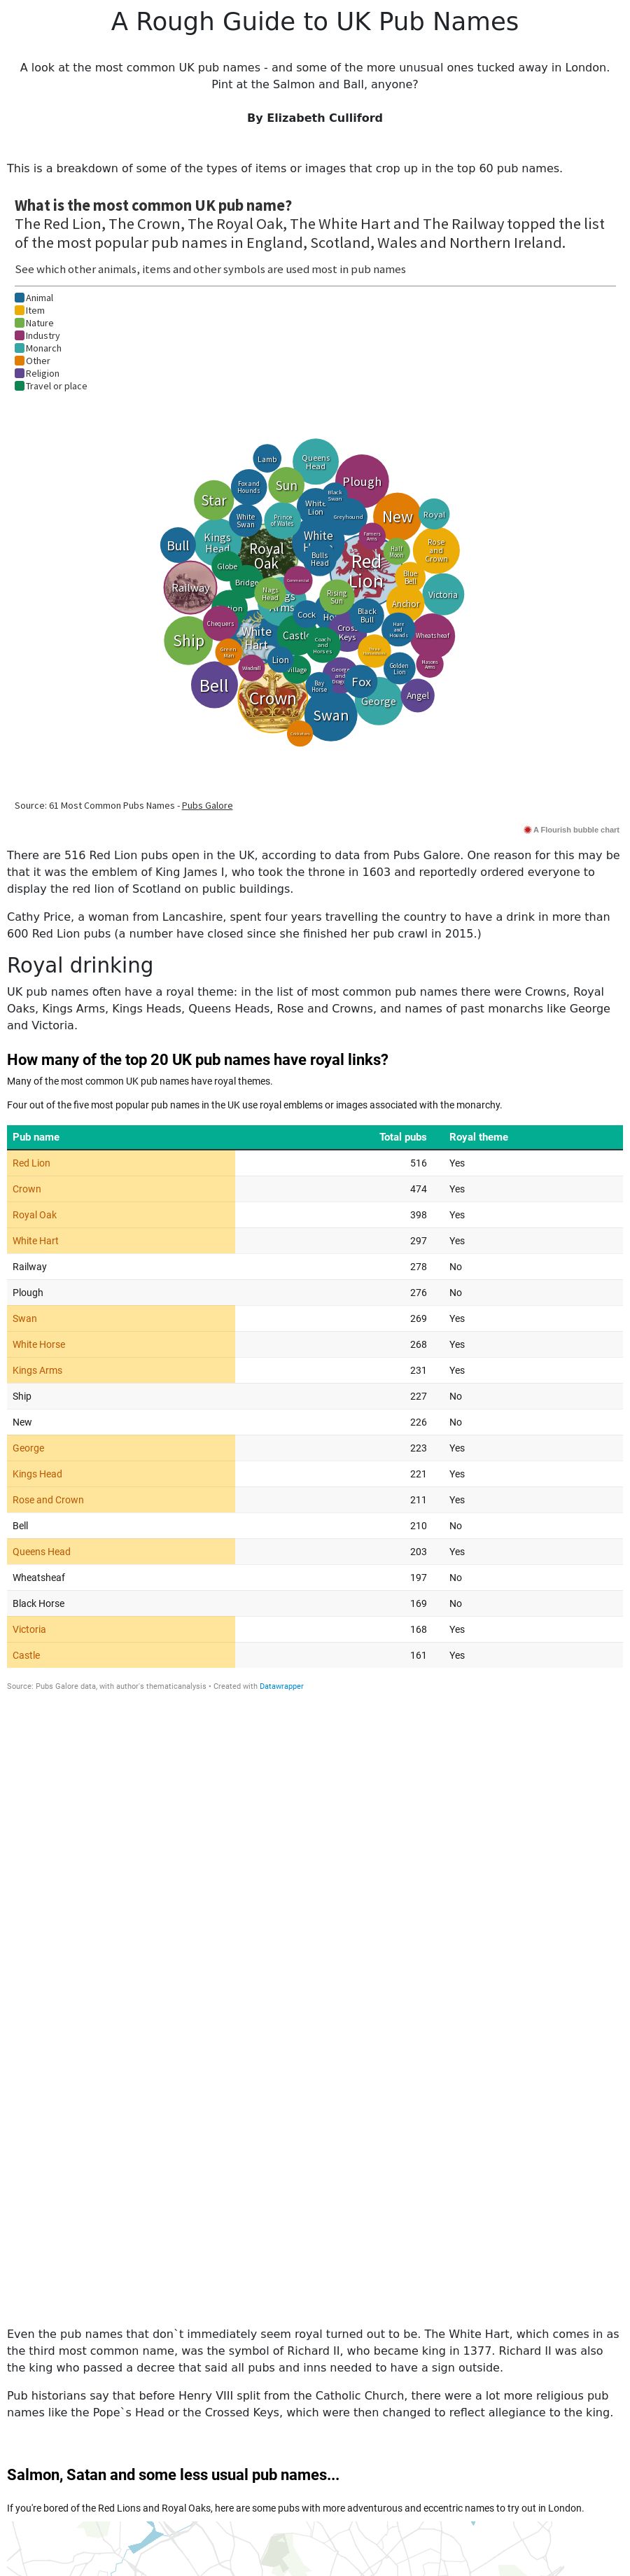 A Rough Guide to UK Pub Names
A look at the most common UK pub names - and some of the more unusual ones tucked away in London.
Pint at the Salmon and Ball, anyone?
By Elizabeth Culliford
This is a breakdown of some of the types of items or images that crop up in the top 60 pub names.
What is the most common UK pub name?
The Red Lion, The Crown, The Royal Oak, The White Hart and The Railway topped the list
of the most popular pub names in England, Scotland, Wales and Northern Ireland.
See which other animals, items and other symbols are used most in pub names
Animal
Item
Nature
Industry
Monarch
Other
Religion
Travel or place
Lamb
Queens
Head
Plough
Fox and
Hounds
Sun
Black
Swan
Star
White
Lion
Greyhound
New
Royal
White
Swan
Prince
of Wales
Farmers
Arms
Kings
Head
White
Bull
Royal
Oak
Bulls
Head
Red
Lion
Half
Moon
Rose
and
Crown
Globe
Blue
Bell
Railway
Bridge
Nags
Head
Rising
Sun
Anchor
Victoria
Arms
Cock
Black
Bull
Chequers
Cross
Keys
Hare
and
Hounds
Wheatsheaf
Ship
White
Hart
Castle
Coach
and
Horses
Green
Man
Lion
Village
Windmill
Golden
Lion
Masons
Arms
Bell
Bay
Horse
George
and
Fox
Angel
Crown
Swan
George
Source: 61 Most Common Pubs Names - Pubs Galore
A Flourish bubble chart
There are 516 Red Lion pubs open in the UK, according to data from Pubs Galore. One reason for this may be
that it was the emblem of King James I, who took the throne in 1603 and reportedly ordered everyone to
display the red lion of Scotland on public buildings.
Cathy Price, a woman from Lancashire, spent four years travelling the country to have a drink in more than
600 Red Lion pubs (a number have closed since she finished her pub crawl in 2015.)
Royal drinking
UK pub names often have a royal theme: in the list of most common pub names there were Crowns, Royal
Oaks, Kings Arms, Kings Heads, Queens Heads, Rose and Crowns, and names of past monarchs like George
and Victoria.
How many of the top 20 UK pub names have royal links?
Many of the most common UK pub names have royal themes.
Four out of the five most popular pub names in the UK use royal emblems or images associated with the monarchy.
Pub name Total pubs Royal theme
Red Lion 516 Yes
Crown 474 Yes
Royal Oak 398 Yes
White Hart 297 Yes
Railway 278 No
Plough 276 No
Swan 269 Yes
White Horse 268 Yes
Kings Arms 231 Yes
Ship 227 No
New 226 No
George 223 Yes
Kings Head 221 Yes
Rose and Crown 211 Yes
Bell 210 No
Queens Head 203 Yes
Wheatsheaf 197 No
Black Horse 169 No
Victoria 168 Yes
Castle 161 Yes
Source: Pubs Galore data, with author's thematicanalysis • Created with Datawrapper
Even the pub names that don`t immediately seem royal turned out to be. The White Hart, which comes in as
the third most common name, was the symbol of Richard II, who became king in 1377. Richard II was also
the king who passed a decree that said all pubs and inns needed to have a sign outside.
Pub historians say that before Henry VIII split from the Catholic Church, there were a lot more religious pub
names like the Pope`s Head or the Crossed Keys, which were then changed to reflect allegiance to the king.
Salmon, Satan and some less usual pub names...
If you're bored of the Red Lions and Royal Oaks, here are some pubs with more adventurous and eccentric names to try out in London.